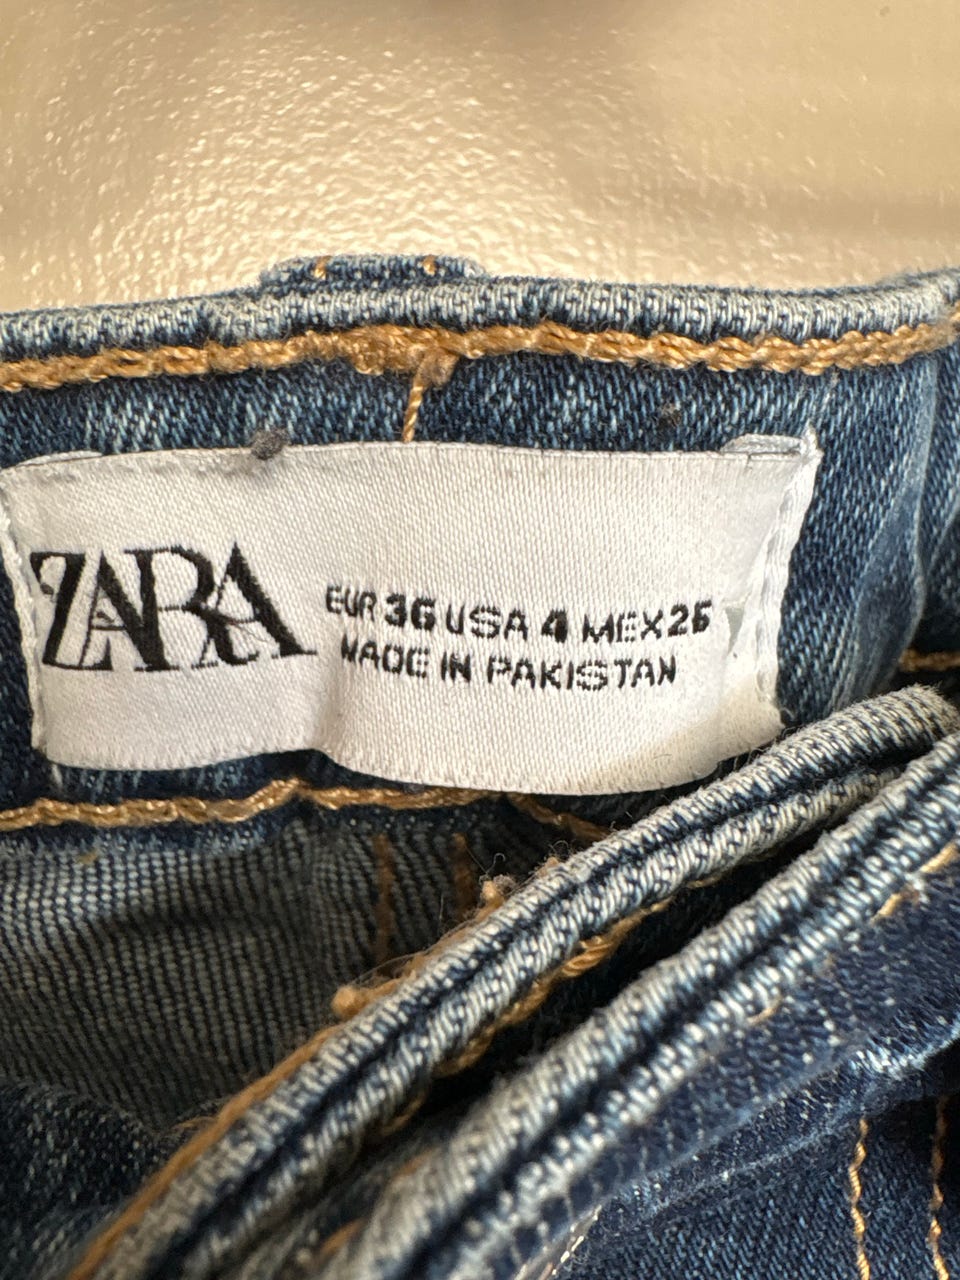 ZARA
EUR 36 USA 4 MEX 26
MADE IN PAKISTAN